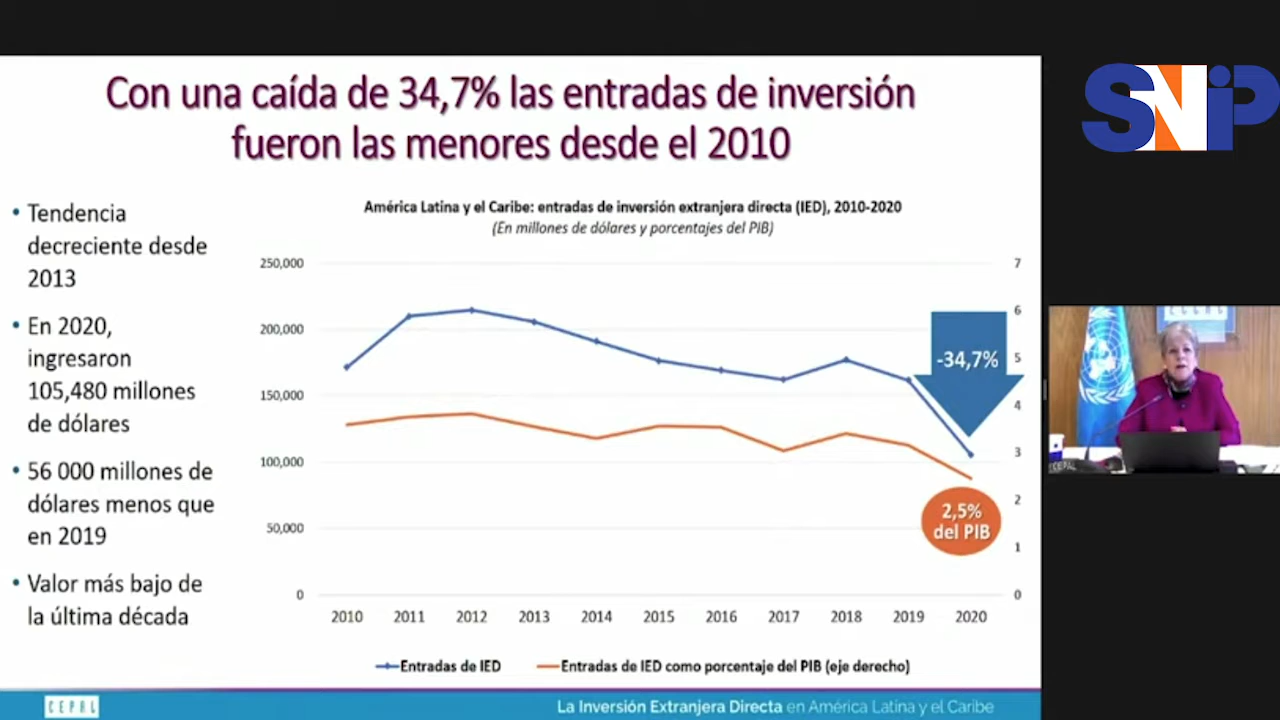 Con una caída de 34,7% las entradas de inversión
fueron las menores desde el 2010
SNiP
• Tendencia
decreciente desde
2013
• En 2020,
ingresaron
105,480 millones
de dólares
• 56 000 millones de
dólares menos que
en 2019
• Valor más bajo de
la última década
América Latina y el Caribe: entradas de inversión extranjera directa (IED), 2010-2020
(En millones de dólares y porcentajes del PIB)
250,000
200,000
150,000
100,000
50,000
0
7
6
5
4
3
2
1
0
-34,7%
2,5%
del PIB
2010 2011 2012 2013 2014 2015 2016 2017 2018 2019 2020
Entradas de IED
Entradas de IED como porcentaje del PIB (eje derecho)
CEPAL
CEPAL
CEPAL
La Inversión Extranjera Directa en América Latina y el Caribe